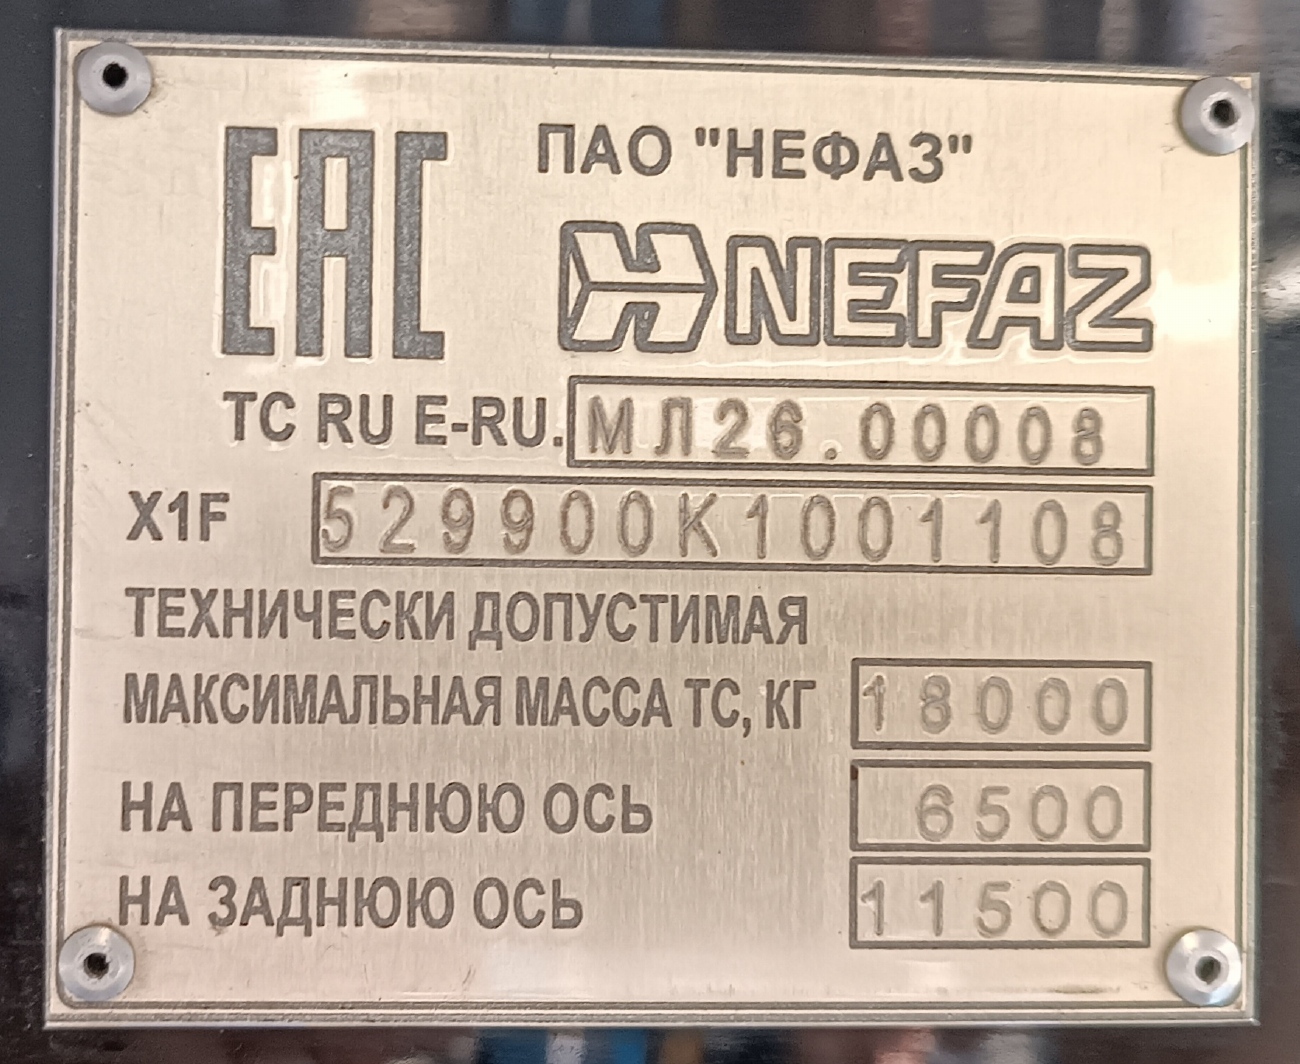 ЕАС
ПАО "НЕФАЗ"
NEFAZ
ТС RU E-RU.МЛ26.00008
X1F 529900K1001108
ТЕХНИЧЕСКИ ДОПУСТИМАЯ
МАКСИМАЛЬНАЯ МАССА ТС, КГ 18000
НА ПЕРЕДНЮЮ ОСЬ 6500
НА ЗАДНЮЮ ОСЬ 11500